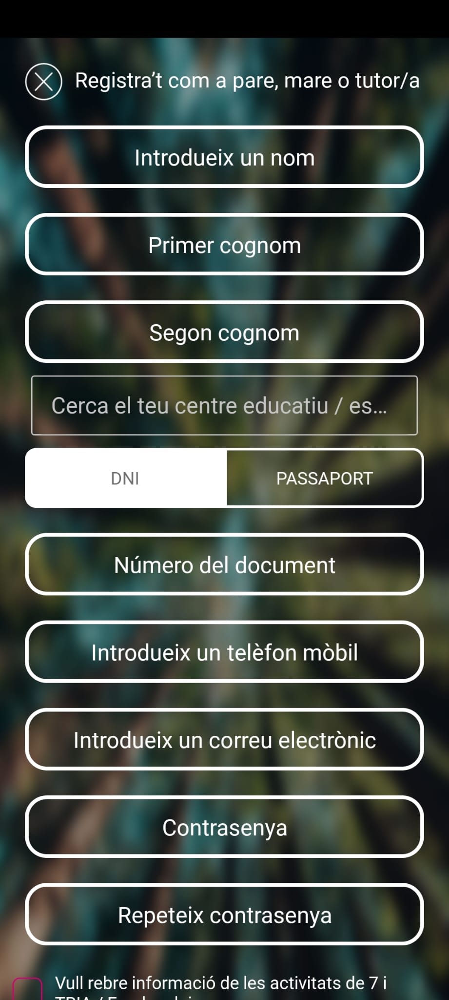 Registra’t com a pare, mare o tutor/a
Introdueix un nom
Primer cognom
Segon cognom
Cerca el teu centre educatiu / es...
DNI
PASSAPORT
Número del document
Introdueix un telèfon mòbil
Introdueix un correu electrònic
Contrasenya
Repeteix contrasenya
Vull rebre informació de les activitats de 7 i